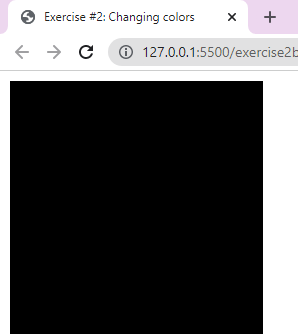 Exercise #2: Changing colors
127.0.0.1:5500/exercise2b